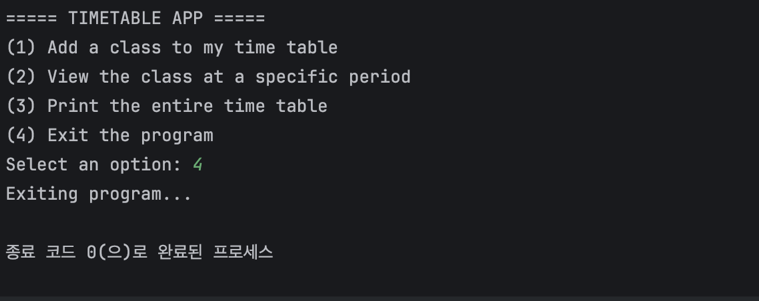 ===== TIMETABLE APP =====
(1) Add a class to my time table
(2) View the class at a specific period
(3) Print the entire time table
(4) Exit the program
Select an option: 4
Exiting program...
종료 코드 0(으)로 완료된 프로세스